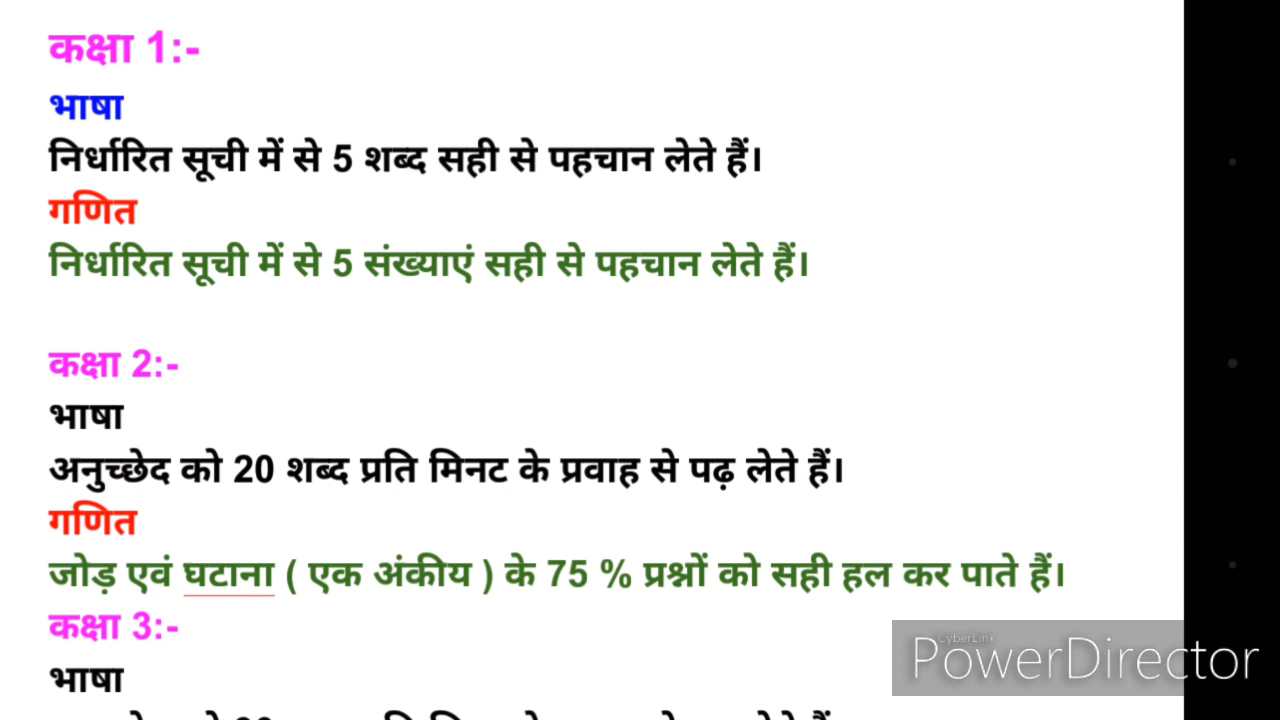 कक्षा 1:-
भाषा
निर्धारित सूची में से 5 शब्द सही से पहचान लेते हैं।
गणित
निर्धारित सूची में से 5 संख्याएं सही से पहचान लेते हैं।
कक्षा 2:-
भाषा
अनुच्छेद को 20 शब्द प्रति मिनट के प्रवाह से पढ़ लेते हैं।
गणित
जोड़ एवं घटाना ( एक अंकीय ) के 75 % प्रश्नों को सही हल कर पाते हैं।
कक्षा 3:-
भाषा
CyberLink
PowerDirector